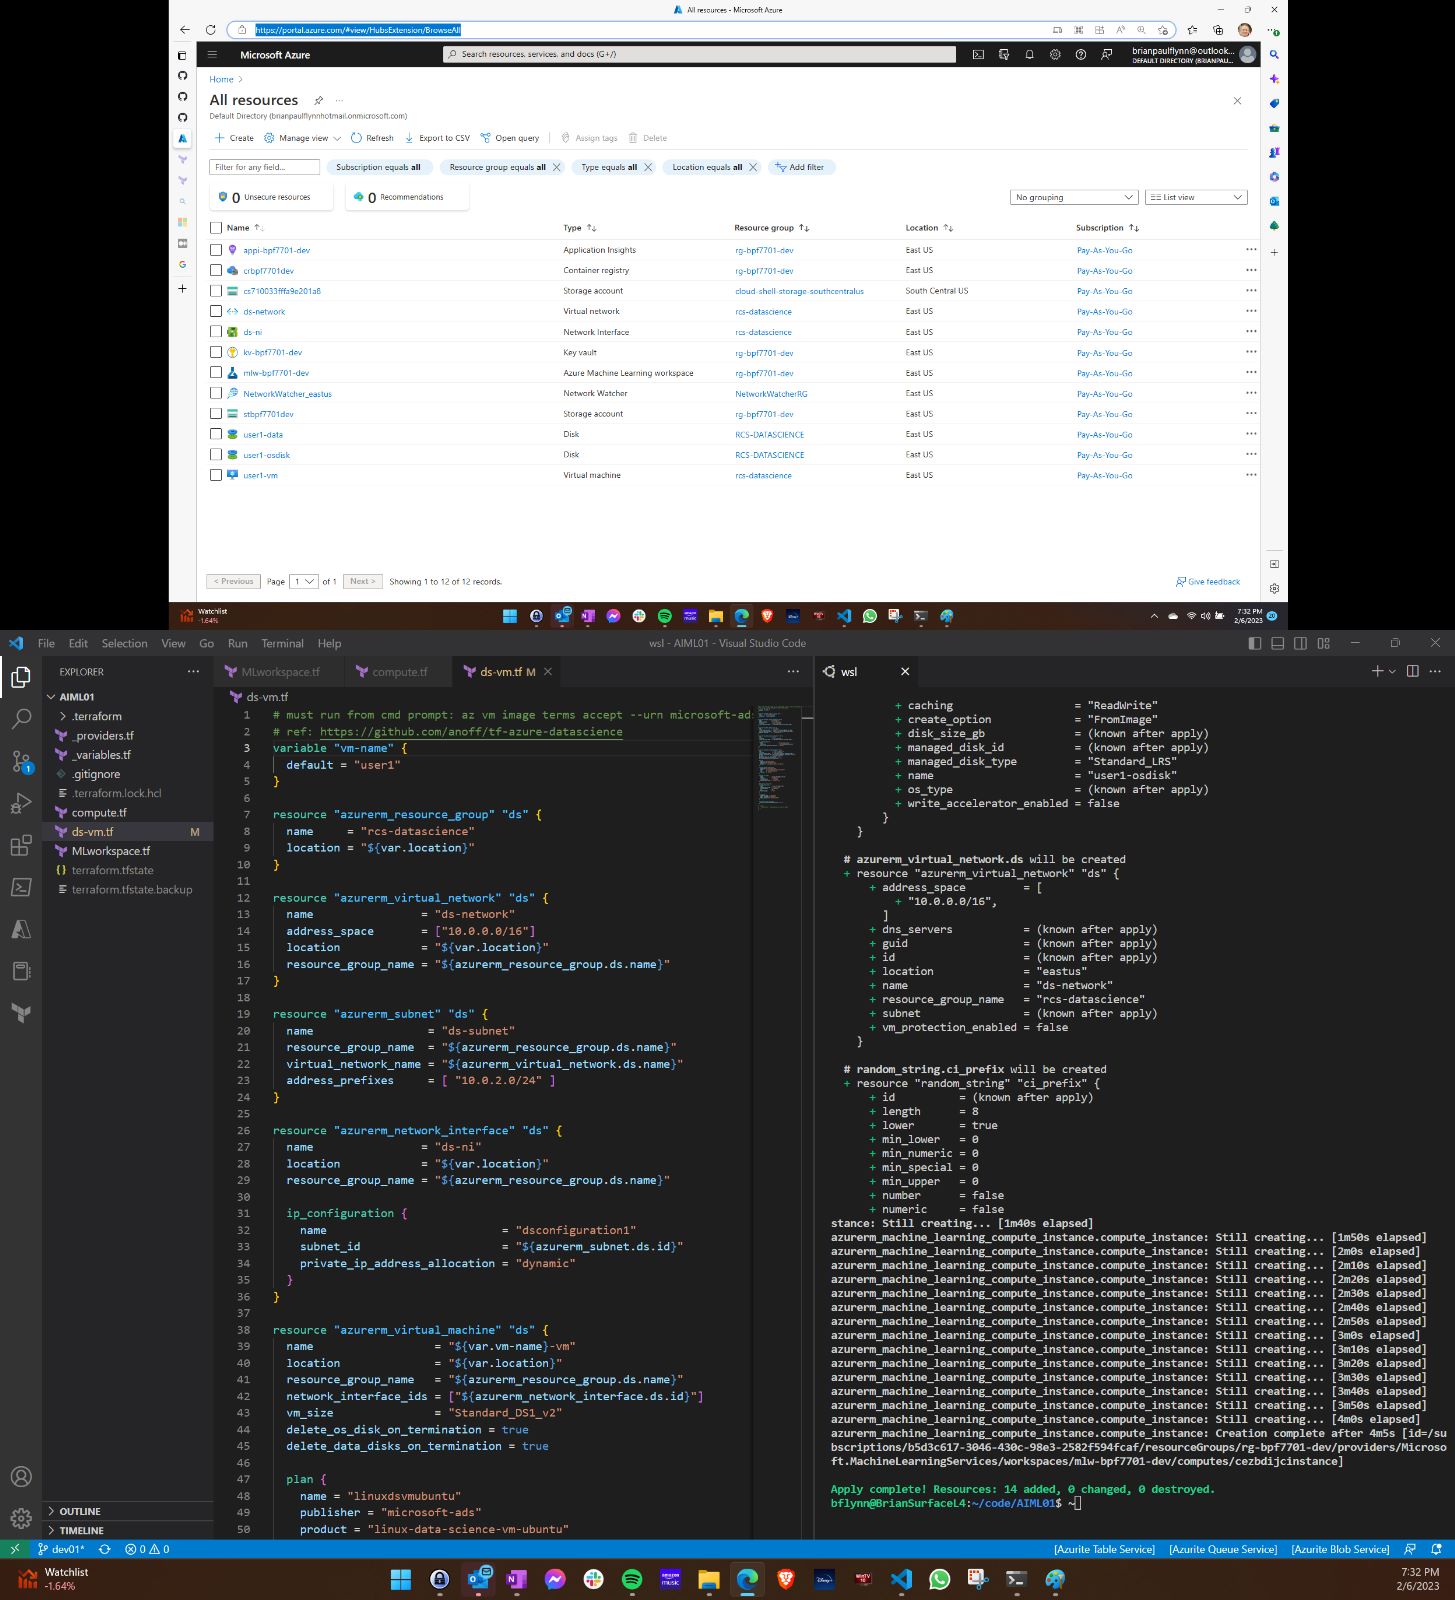 All resources - Microsoft Azure
https://portal.azure.com/#view/HubsExtension/BrowseAll
Microsoft Azure
Search resources, services, and docs (G+/)
brianpaulflynn@outlook...
DEFAULT DIRECTORY (BRIANPAU...
Home >
All resources
Default Directory (brianpaulflynnhotmail.onmicrosoft.com)
Create Manage view Refresh Export to CSV Open query Assign tags Delete
Filter for any field... Subscription equals all Resource group equals all Type equals all Location equals all Add filter
0 Unsecure resources 0 Recommendations
No grouping List view
Name Type Resource group Location Subscription
appi-bpf7701-dev Application Insights rg-bpf7701-dev East US Pay-As-You-Go
crbpf7701dev Container registry rg-bpf7701-dev East US Pay-As-You-Go
cs710033fffa9e201a8 Storage account cloud-shell-storage-southcentralus South Central US Pay-As-You-Go
ds-network Virtual network rcs-datascience East US Pay-As-You-Go
ds-ni Network Interface rcs-datascience East US Pay-As-You-Go
kv-bpf7701-dev Key vault rg-bpf7701-dev East US Pay-As-You-Go
mlw-bpf7701-dev Azure Machine Learning workspace rg-bpf7701-dev East US Pay-As-You-Go
NetworkWatcher_eastus Network Watcher NetworkWatcherRG East US Pay-As-You-Go
stbpf7701dev Storage account rg-bpf7701-dev East US Pay-As-You-Go
user1-data Disk RCS-DATASCIENCE East US Pay-As-You-Go
user1-osdisk Disk RCS-DATASCIENCE East US Pay-As-You-Go
user1-vm Virtual machine rcs-datascience East US Pay-As-You-Go
< Previous Page 1 of 1 Next > Showing 1 to 12 of 12 records.
Give feedback
Watchlist
-1.64%
7:32 PM
2/6/2023
File Edit Selection View Go Run Terminal Help
wsl - AIML01 - Visual Studio Code
EXPLORER
AIML01
.terraform
_providers.tf
_variables.tf
.gitignore
.terraform.lock.hcl
compute.tf
ds-vm.tf M
MLworkspace.tf
terraform.tfstate
terraform.tfstate.backup
OUTLINE
TIMELINE
MLworkspace.tf compute.tf ds-vm.tf M
ds-vm.tf
1 # must run from cmd prompt: az vm image terms accept --urn microsoft-ads
2 # ref: https://github.com/anoff/tf-azure-datascience
3 variable "vm-name" {
4 default = "user1"
5 }
6
7 resource "azurerm_resource_group" "ds" {
8 name = "rcs-datascience"
9 location = "${var.location}"
10 }
11
12 resource "azurerm_virtual_network" "ds" {
13 name = "ds-network"
14 address_space = ["10.0.0.0/16"]
15 location = "${var.location}"
16 resource_group_name = "${azurerm_resource_group.ds.name}"
17 }
18
19 resource "azurerm_subnet" "ds" {
20 name = "ds-subnet"
21 resource_group_name = "${azurerm_resource_group.ds.name}"
22 virtual_network_name = "${azurerm_virtual_network.ds.name}"
23 address_prefixes = [ "10.0.2.0/24" ]
24 }
25
26 resource "azurerm_network_interface" "ds" {
27 name = "ds-ni"
28 location = "${var.location}"
29 resource_group_name = "${azurerm_resource_group.ds.name}"
30
31 ip_configuration {
32 name = "dsconfiguration1"
33 subnet_id = "${azurerm_subnet.ds.id}"
34 private_ip_address_allocation = "dynamic"
35 }
36 }
37
38 resource "azurerm_virtual_machine" "ds" {
39 name = "${var.vm-name}-vm"
40 location = "${var.location}"
41 resource_group_name = "${azurerm_resource_group.ds.name}"
42 network_interface_ids = ["${azurerm_network_interface.ds.id}"]
43 vm_size = "Standard_DS1_v2"
44 delete_os_disk_on_termination = true
45 delete_data_disks_on_termination = true
46
47 plan {
48 name = "linuxdsvmubuntu"
49 publisher = "microsoft-ads"
50 product = "linux-data-science-vm-ubuntu"
wsl
+ caching = "ReadWrite"
+ create_option = "FromImage"
+ disk_size_gb = (known after apply)
+ managed_disk_id = (known after apply)
+ managed_disk_type = "Standard_LRS"
+ name = "user1-osdisk"
+ os_type = (known after apply)
+ write_accelerator_enabled = false
}
}
# azurerm_virtual_network.ds will be created
+ resource "azurerm_virtual_network" "ds" {
+ address_space = [
+ "10.0.0.0/16",
]
+ dns_servers = (known after apply)
+ guid = (known after apply)
+ id = (known after apply)
+ location = "eastus"
+ name = "ds-network"
+ resource_group_name = "rcs-datascience"
+ subnet = (known after apply)
+ vm_protection_enabled = false
}
# random_string.ci_prefix will be created
+ resource "random_string" "ci_prefix" {
+ id = (known after apply)
+ length = 8
+ lower = true
+ min_lower = 0
+ min_numeric = 0
+ min_special = 0
+ min_upper = 0
+ number = false
+ numeric = false
stance: Still creating... [1m40s elapsed]
azurerm_machine_learning_compute_instance.compute_instance: Still creating... [1m50s elapsed]
azurerm_machine_learning_compute_instance.compute_instance: Still creating... [2m0s elapsed]
azurerm_machine_learning_compute_instance.compute_instance: Still creating... [2m10s elapsed]
azurerm_machine_learning_compute_instance.compute_instance: Still creating... [2m20s elapsed]
azurerm_machine_learning_compute_instance.compute_instance: Still creating... [2m30s elapsed]
azurerm_machine_learning_compute_instance.compute_instance: Still creating... [2m40s elapsed]
azurerm_machine_learning_compute_instance.compute_instance: Still creating... [2m50s elapsed]
azurerm_machine_learning_compute_instance.compute_instance: Still creating... [3m0s elapsed]
azurerm_machine_learning_compute_instance.compute_instance: Still creating... [3m10s elapsed]
azurerm_machine_learning_compute_instance.compute_instance: Still creating... [3m20s elapsed]
azurerm_machine_learning_compute_instance.compute_instance: Still creating... [3m30s elapsed]
azurerm_machine_learning_compute_instance.compute_instance: Still creating... [3m40s elapsed]
azurerm_machine_learning_compute_instance.compute_instance: Still creating... [3m50s elapsed]
azurerm_machine_learning_compute_instance.compute_instance: Still creating... [4m0s elapsed]
azurerm_machine_learning_compute_instance.compute_instance: Creation complete after 4m5s [id=/su
bscriptions/b5d3c617-3046-430c-98e3-2582f594fcaf/resourceGroups/rg-bpf7701-dev/providers/Microso
ft.MachineLearningServices/workspaces/mlw-bpf7701-dev/computes/cezbdijcinstance]
Apply complete! Resources: 14 added, 0 changed, 0 destroyed.
bflynn@BrianSurfaceL4:~/code/AIML01$ ~
dev01* 0 0
[Azurite Table Service] [Azurite Queue Service] [Azurite Blob Service]
Watchlist
-1.64%
7:32 PM
2/6/2023